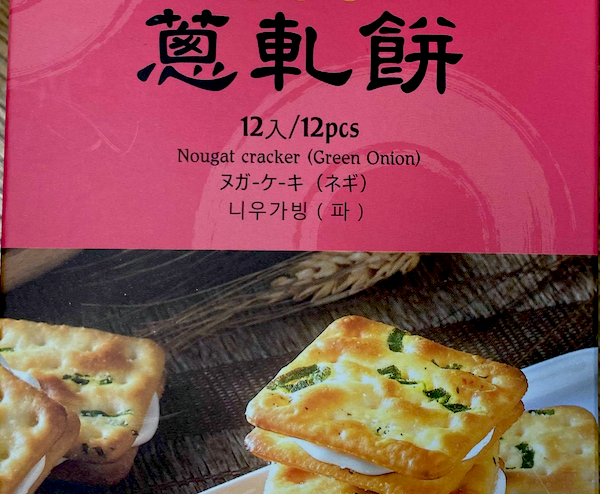 蔥軋餅
12入/12pcs
Nougat cracker (Green Onion)
ヌガ-ケ-キ（ネギ）
니우가빙 ( 파 )